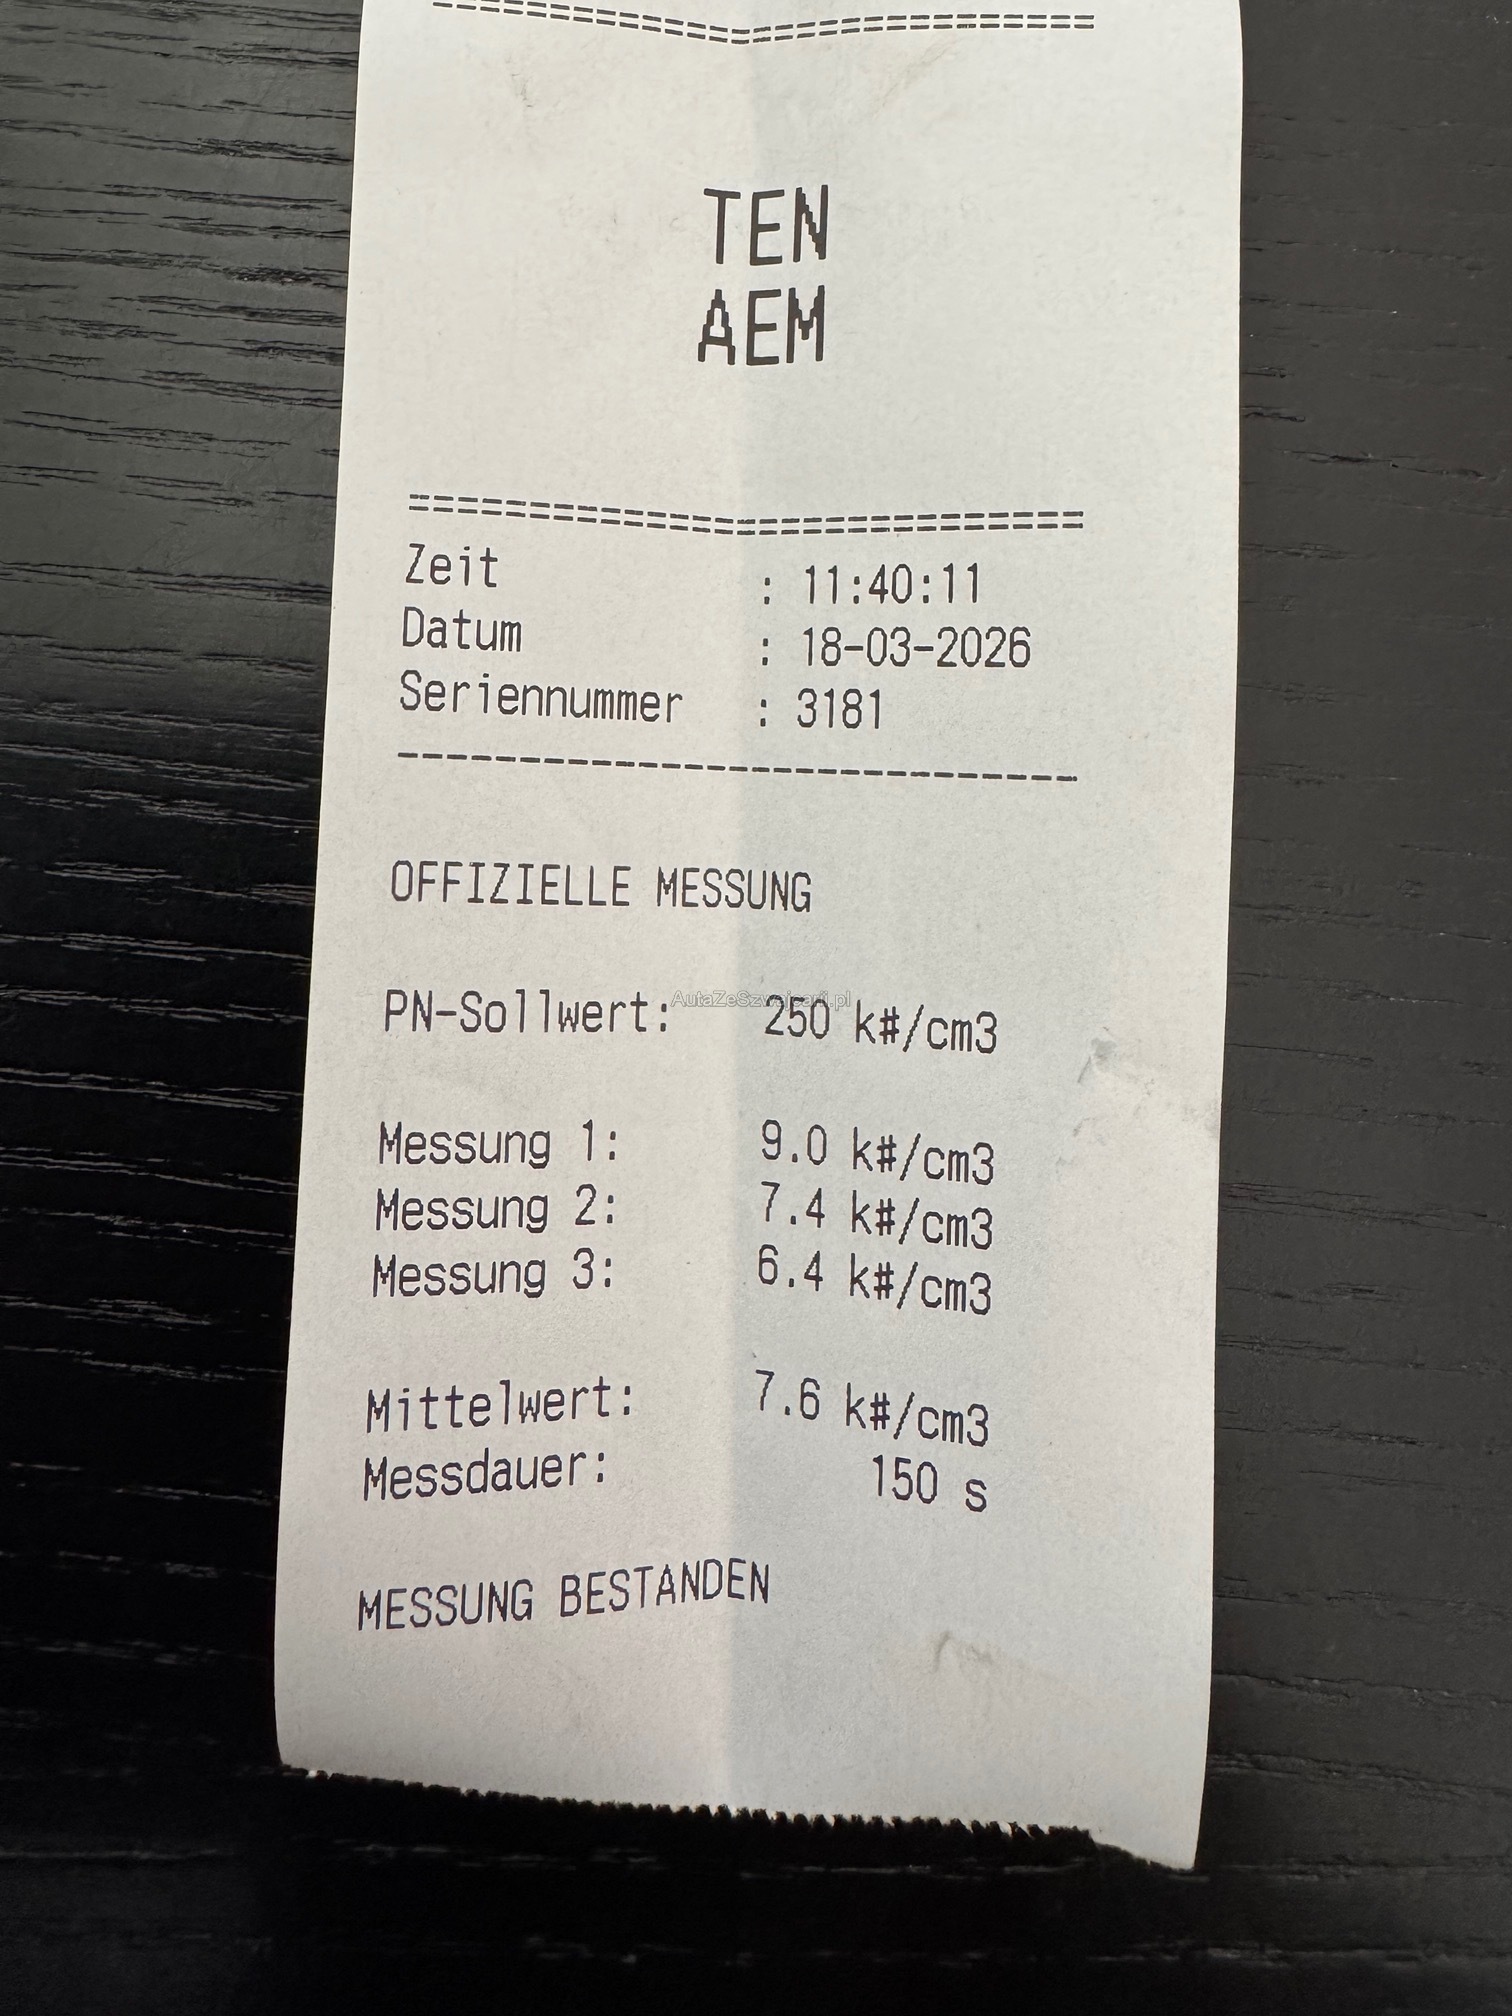 ============================
TEN
AEM
============================
Zeit : 11:40:11
Datum : 18-03-2026
Seriennummer : 3181
----------------------------
OFFIZIELLE MESSUNG
PN-Sollwert: 250 k#/cm3
AutaZeSzwajcarii.pl
Messung 1: 9.0 k#/cm3
Messung 2: 7.4 k#/cm3
Messung 3: 6.4 k#/cm3
Mittelwert: 7.6 k#/cm3
Messdauer: 150 s
MESSUNG BESTANDEN